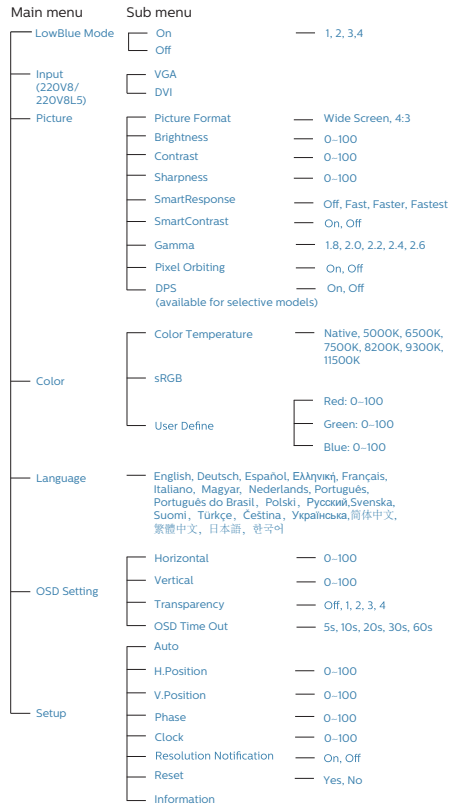 Main menu Sub menu
LowBlue Mode On 1, 2, 3,4
Off
Input VGA
(220V8/
220V8L5) DVI
Picture Picture Format Wide Screen, 4:3
Brightness 0–100
Contrast 0–100
Sharpness 0–100
SmartResponse Off, Fast, Faster, Fastest
SmartContrast On, Off
Gamma 1.8, 2.0, 2.2, 2.4, 2.6
Pixel Orbiting On, Off
DPS On, Off
(available for selective models)
Color Temperature Native, 5000K, 6500K,
7500K, 8200K, 9300K,
11500K
Color sRGB
Red: 0–100
User Define Green: 0–100
Blue: 0–100
Language English, Deutsch, Español, Ελληνική, Français,
Italiano, Magyar, Nederlands, Português,
Português do Brasil, Polski, Русский,Svenska,
Suomi, Türkçe, Čeština, Українська,简体中文,
繁體中文, 日本語, 한국어
Horizontal 0–100
Vertical 0–100
OSD Setting Transparency Off, 1, 2, 3, 4
OSD Time Out 5s, 10s, 20s, 30s, 60s
Auto
H.Position 0–100
V.Position 0–100
Setup Phase 0–100
Clock 0–100
Resolution Notification On, Off
Reset Yes, No
Information